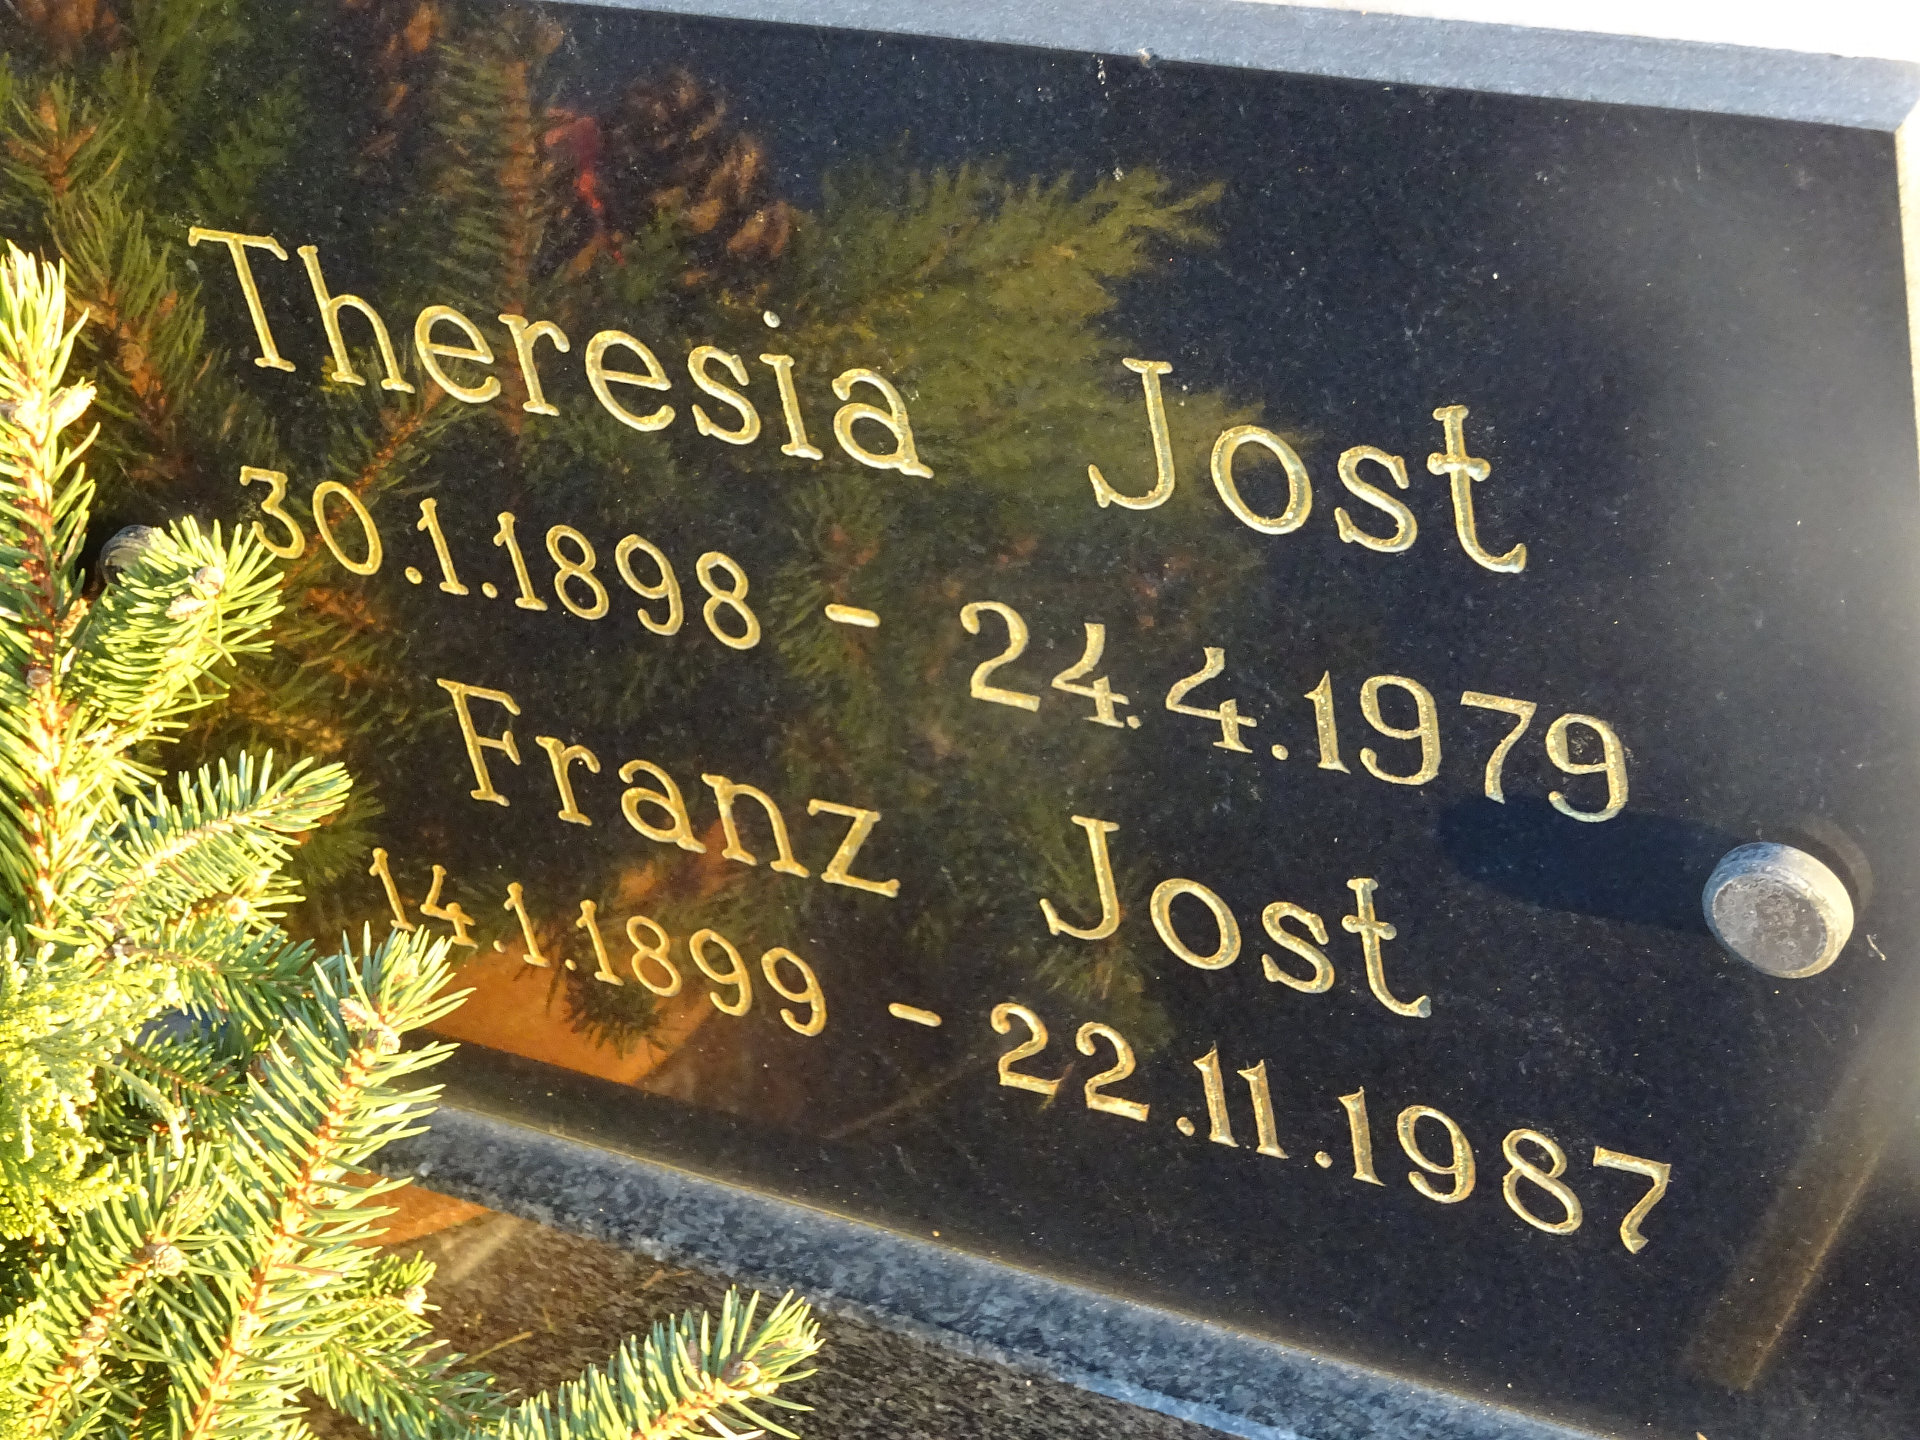 Theresia Jost
30.1.1898 - 24.4.1979
Franz Jost
14.1.1899 - 22.11.1987